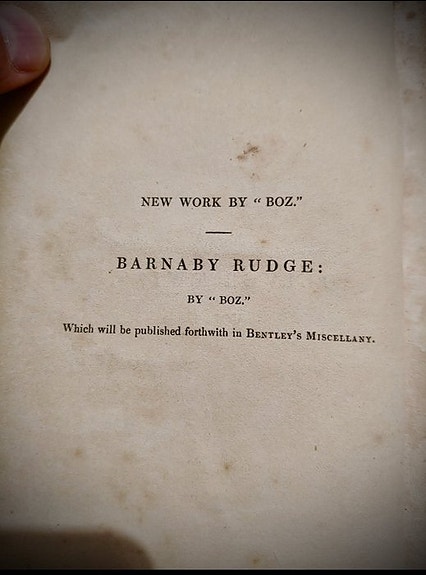 NEW WORK BY “ BOZ.”
BARNABY RUDGE:
BY “ BOZ.”
Which will be published forthwith in BENTLEY’S MISCELLANY.